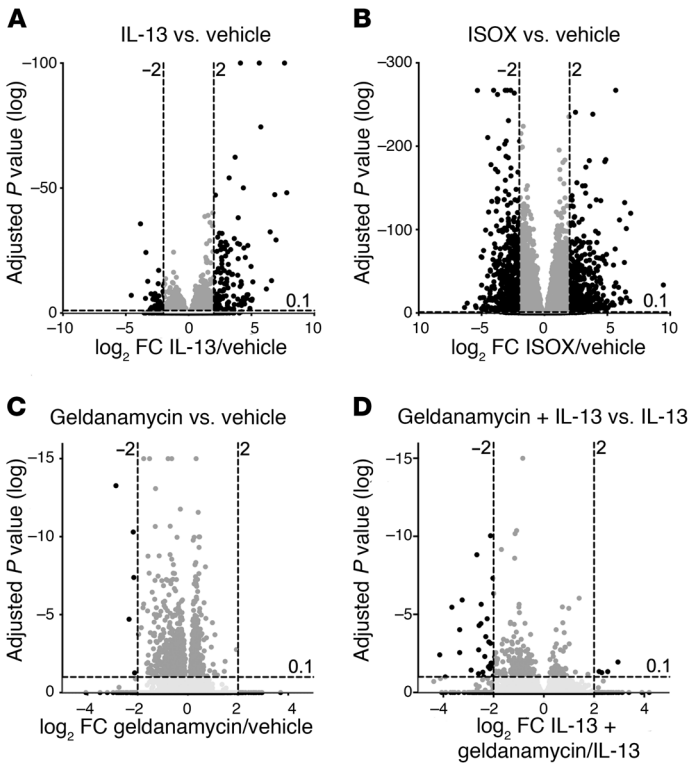 A
IL-13 vs. vehicle
Adjusted P value (log)
–100
–50
0
–2
2
0.1
–10
–5
0
5
10
log2 FC IL-13/vehicle
B
ISOX vs. vehicle
Adjusted P value (log)
–300
–200
–100
0
–2
2
0.1
10
–5
0
5
10
log2 FC ISOX/vehicle
C
Geldanamycin vs. vehicle
Adjusted P value (log)
–15
–10
–5
0
–2
2
0.1
–4
–2
0
2
4
log2 FC geldanamycin/vehicle
D
Geldanamycin + IL-13 vs. IL-13
Adjusted P value (log)
–15
–10
–5
0
–2
2
0.1
–4
–2
0
2
4
log2 FC IL-13 +
geldanamycin/IL-13